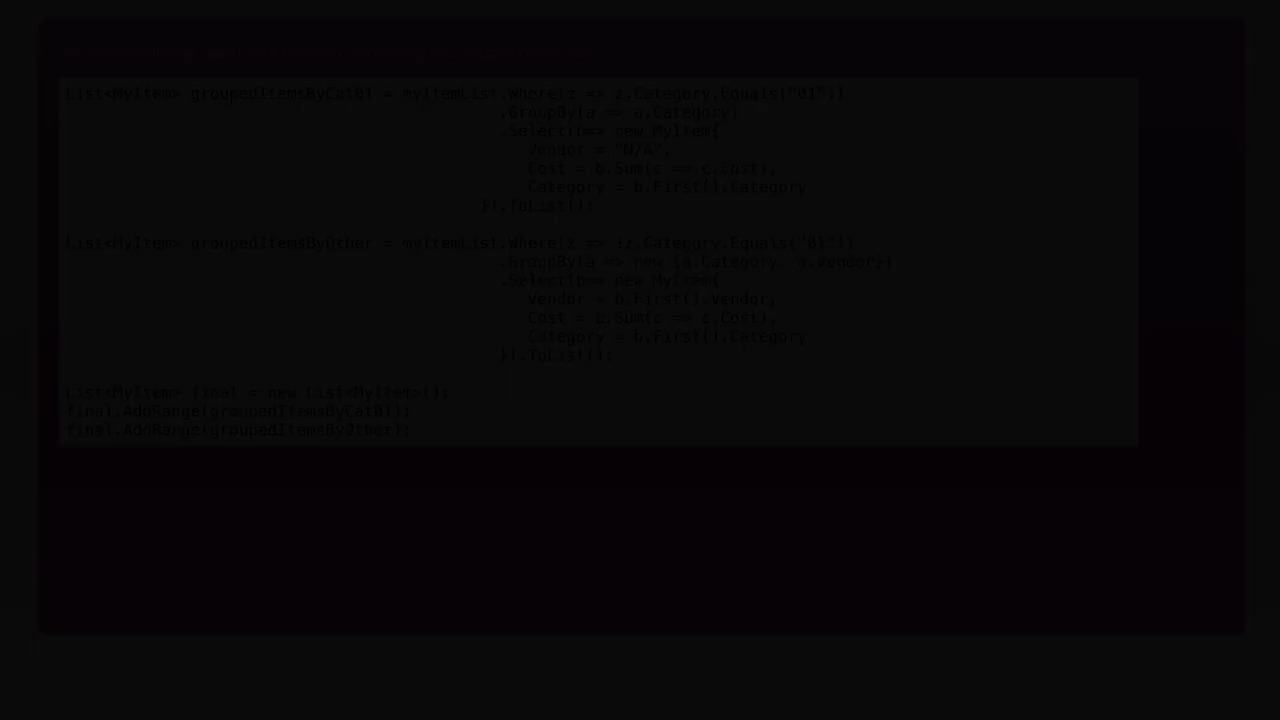 List<MyItem> groupedItemsByCat01 = myItemList.Where(z => z.Category.Equals("01"))
.GroupBy(a => a.Category)
.Select(b=> new MyItem{
Vendor = "N/A",
Cost = b.Sum(c => c.Cost),
Category = b.First().Category
}).ToList();
List<MyItem> groupedItemsByOther = myItemList.Where(z => !z.Category.Equals("01"))
.GroupBy(a => new {a.Category, a.Vendor})
.Select(b=> new MyItem{
Vendor = b.First().Vendor,
Cost = b.Sum(c => c.Cost),
Category = b.First().Category
}).ToList();
List<MyItem> final = new List<MyItem>();
final.AddRange(groupedItemsByCat01);
final.AddRange(groupedItemsByOther);